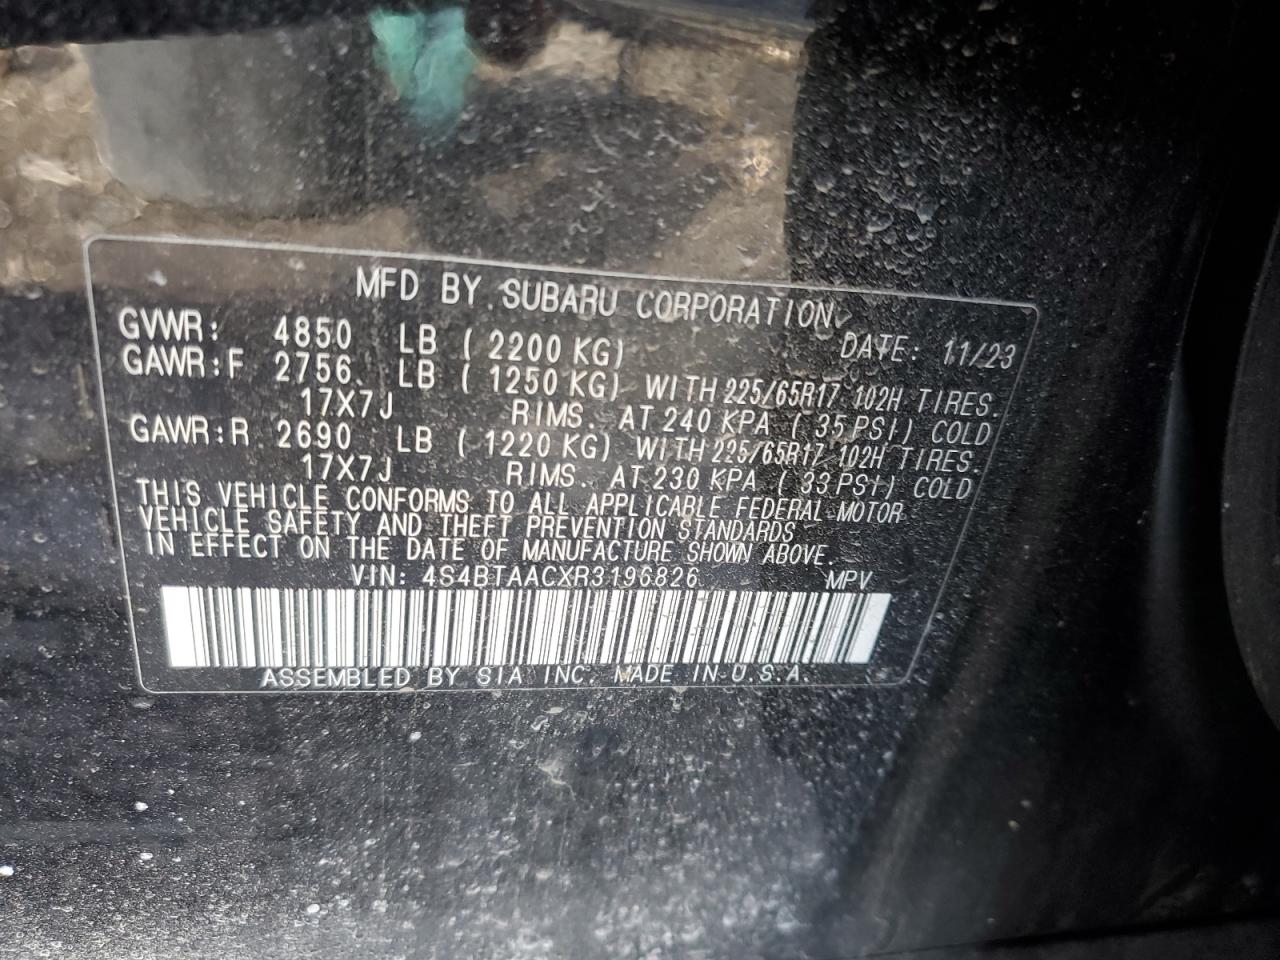 MFD BY SUBARU CORPORATION
GVWR: 4850 LB ( 2200 KG) DATE: 11/23
GAWR:F 2756 LB ( 1250 KG) WITH 225/65R17 102H TIRES.
17X7J RIMS. AT 240 KPA ( 35PSI) COLD
GAWR:R 2690 LB ( 1220 KG) WITH 225/65R17 102H TIRES.
17X7J RIMS. AT 230 KPA ( 33PSI) COLD
THIS VEHICLE CONFORMS TO ALL APPLICABLE FEDERAL MOTOR
VEHICLE SAFETY AND THEFT PREVENTION STANDARDS
IN EFFECT ON THE DATE OF MANUFACTURE SHOWN ABOVE.
VIN: 4S4BTAACXR3196826 MPV
ASSEMBLED BY SIA INC. MADE IN U.S.A.